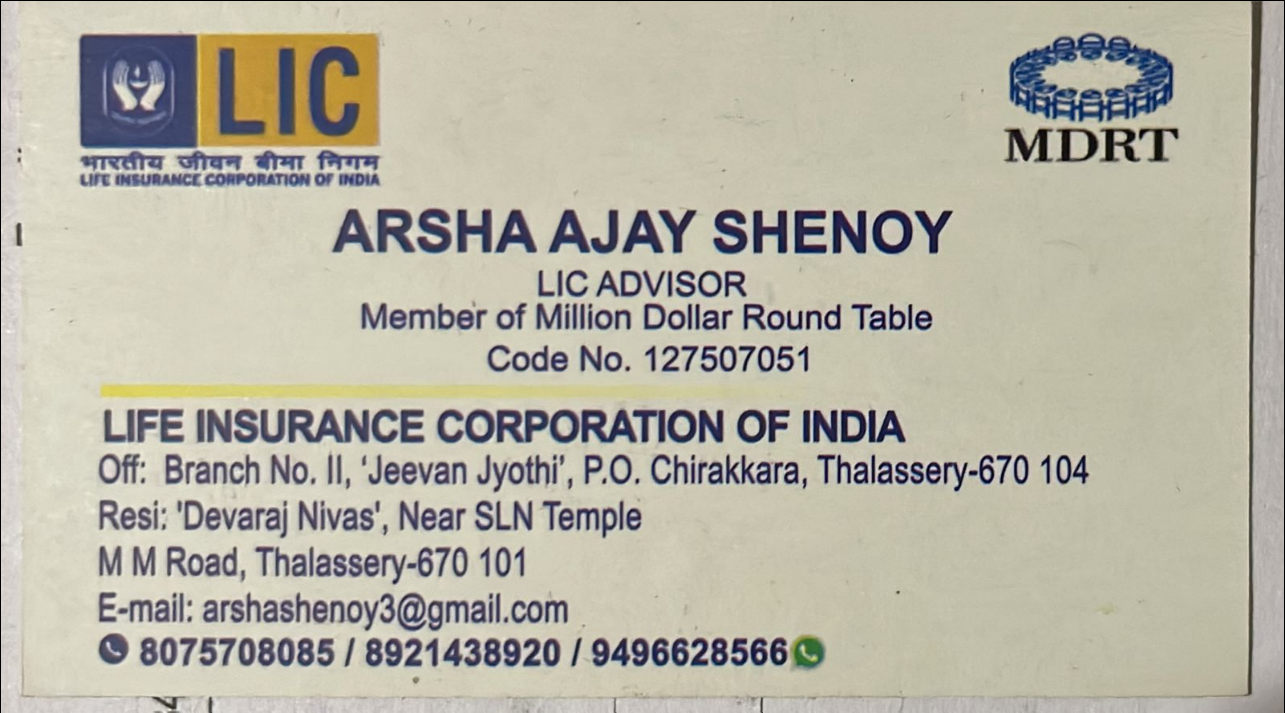 LIC
भारतीय जीवन बीमा निगम
LIFE INSURANCE CORPORATION OF INDIA
MDRT
ARSHA AJAY SHENOY
LIC ADVISOR
Member of Million Dollar Round Table
Code No. 127507051
LIFE INSURANCE CORPORATION OF INDIA
Off: Branch No. II, 'Jeevan Jyothi', P.O. Chirakkara, Thalassery-670 104
Resi: 'Devaraj Nivas', Near SLN Temple
M M Road, Thalassery-670 101
E-mail: arshashenoy3@gmail.com
8075708085 / 8921438920 / 9496628566